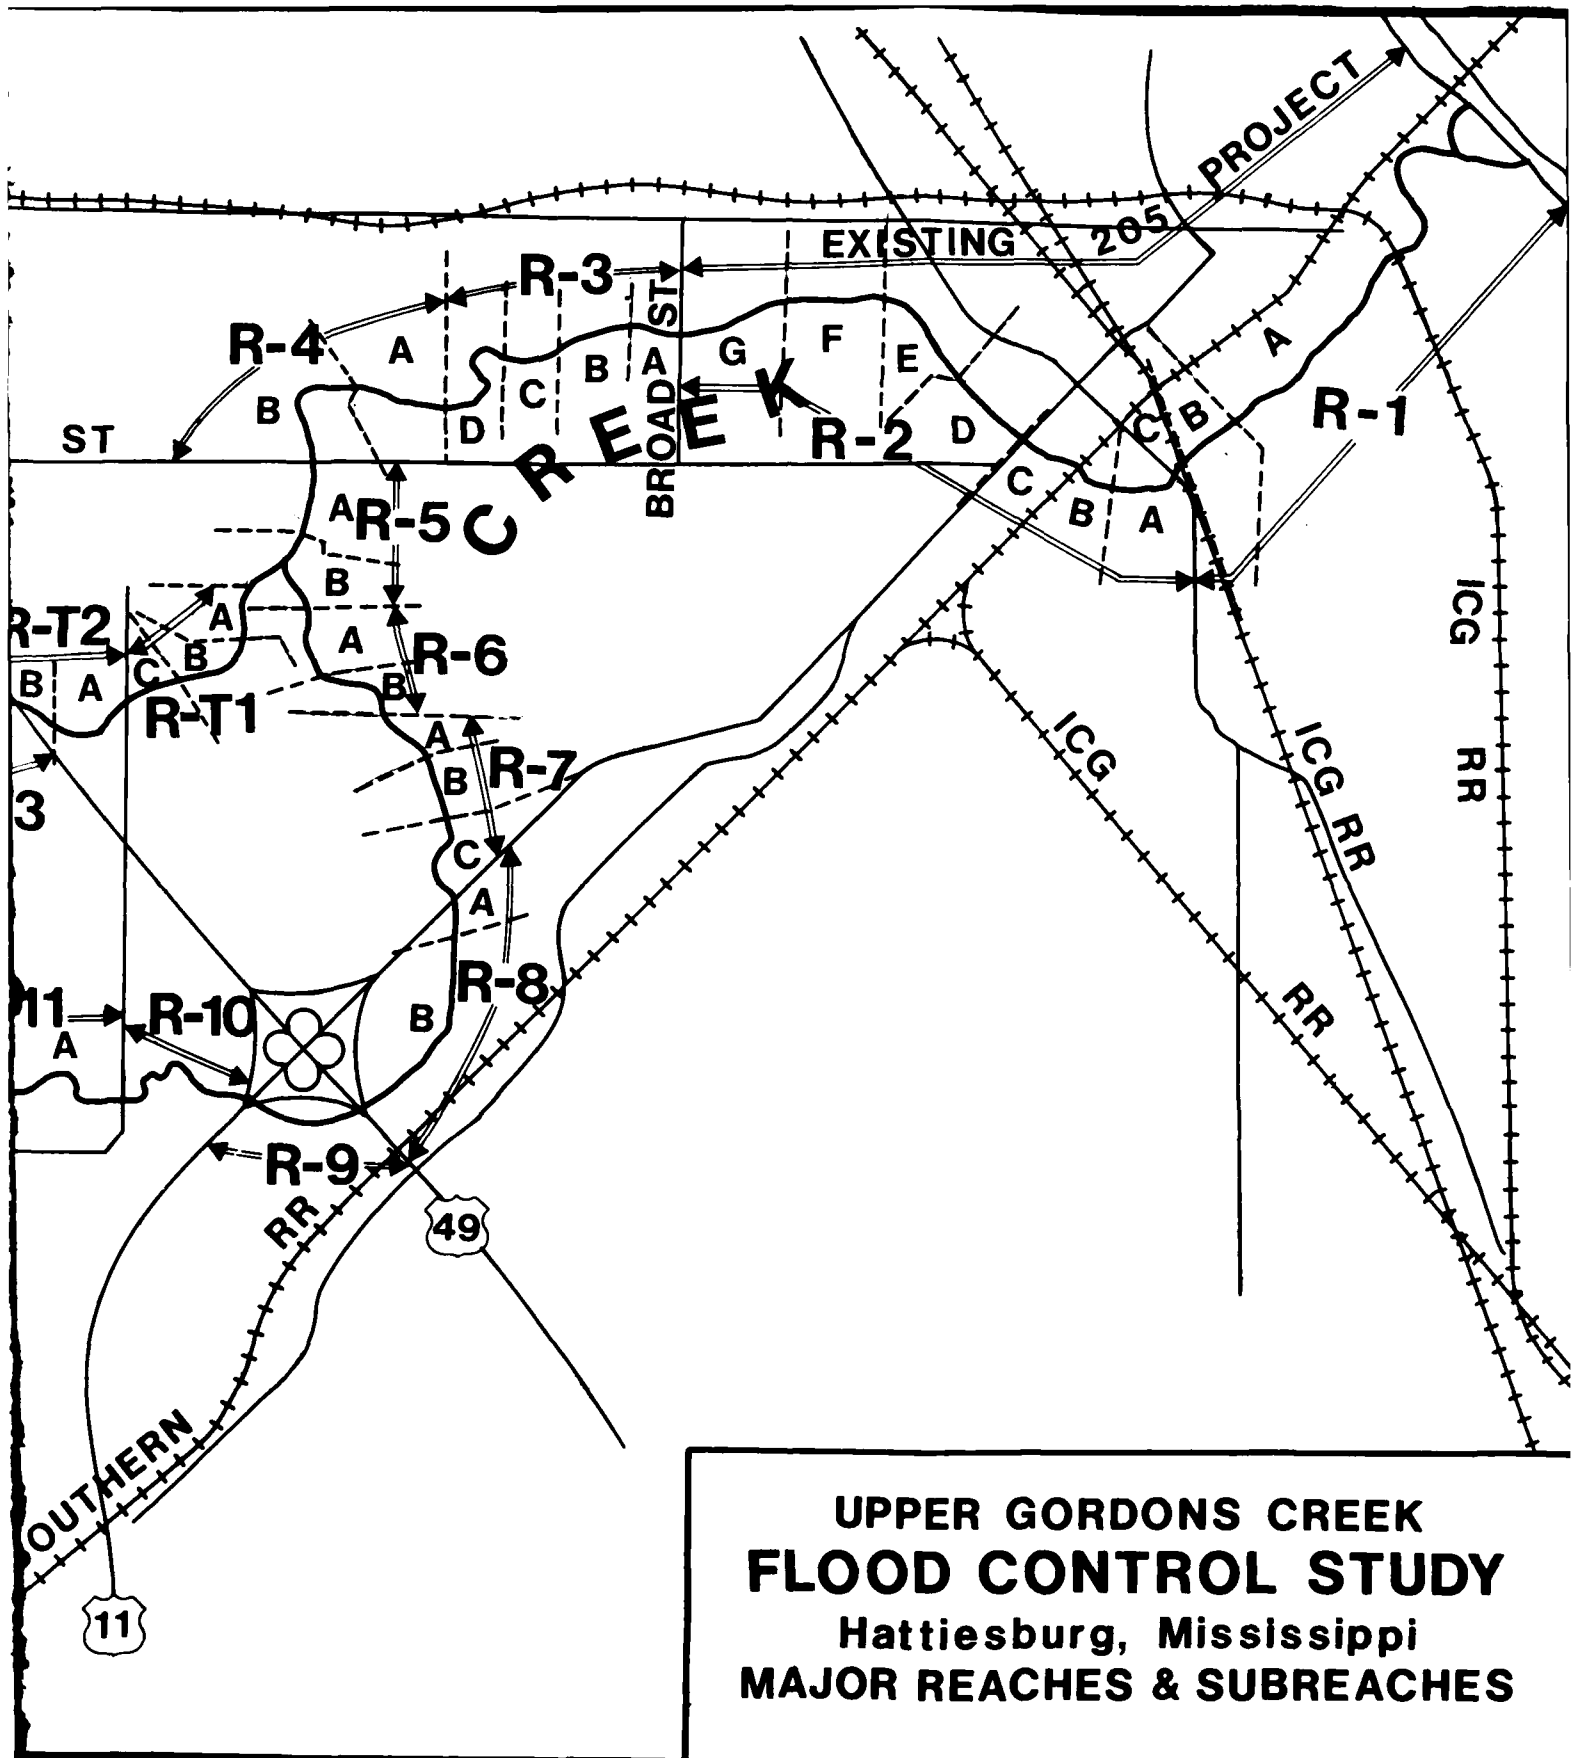 PROJECT
EXISTING 205
R-3
R-4
A
B
ST
D
C
B
A
BROAD ST
G
F
E
D
R-2
C
B
A
C
B
A
R-1
CREEK
A
R-5
B
R-T2
A
B
C
B
A
R-T1
A
R-6
B
A
R-7
B
C
A
R-8
B
3
11
A
R-10
R-9
RR
49
OUTHERN
11
ICG
RR
ICG RR
ICG
RR
UPPER GORDONS CREEK
FLOOD CONTROL STUDY
Hattiesburg, Mississippi
MAJOR REACHES & SUBREACHES